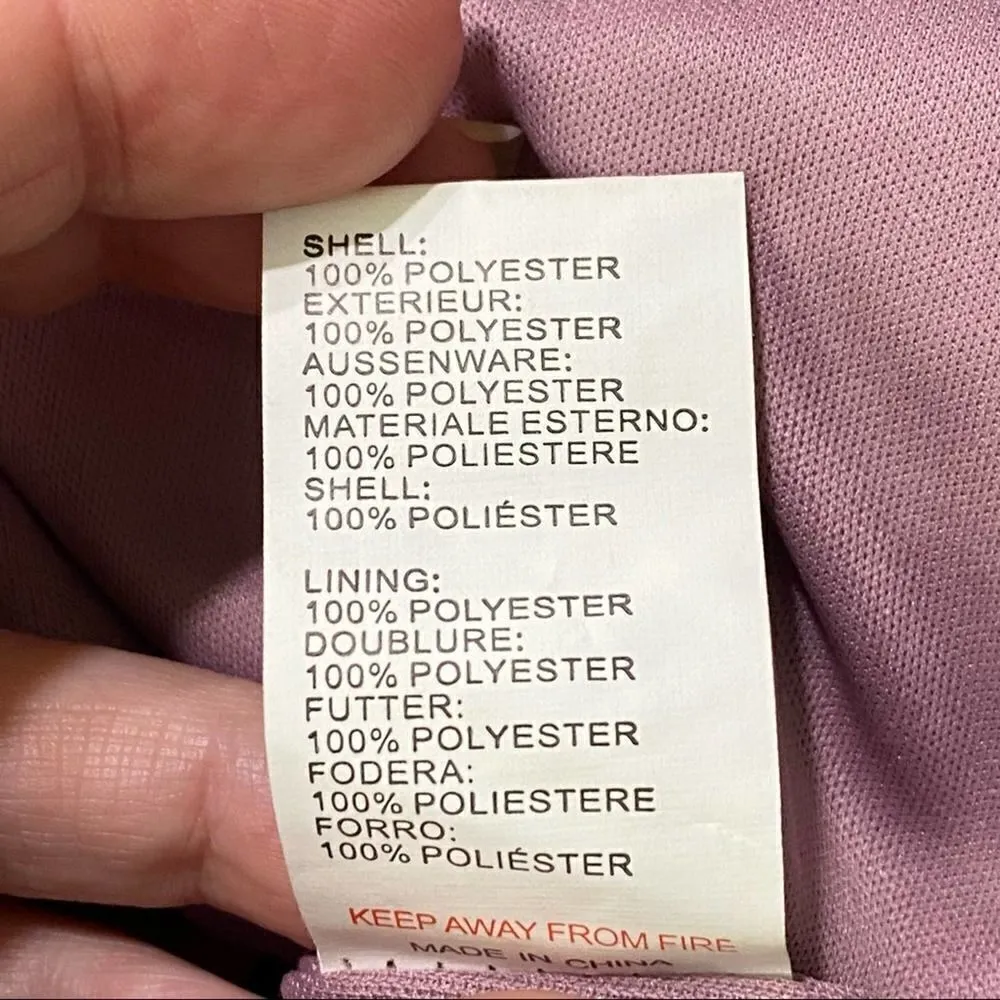 SHELL:
100% POLYESTER
EXTERIEUR:
100% POLYESTER
AUSSENWARE:
100% POLYESTER
MATERIALE ESTERNO:
100% POLIESTERE
SHELL:
100% POLIÉSTER
LINING:
100% POLYESTER
DOUBLURE:
100% POLYESTER
FUTTER:
100% POLYESTER
FODERA:
100% POLIESTERE
FORRO:
100% POLIÉSTER
KEEP AWAY FROM FIRE
MADE IN CHINA